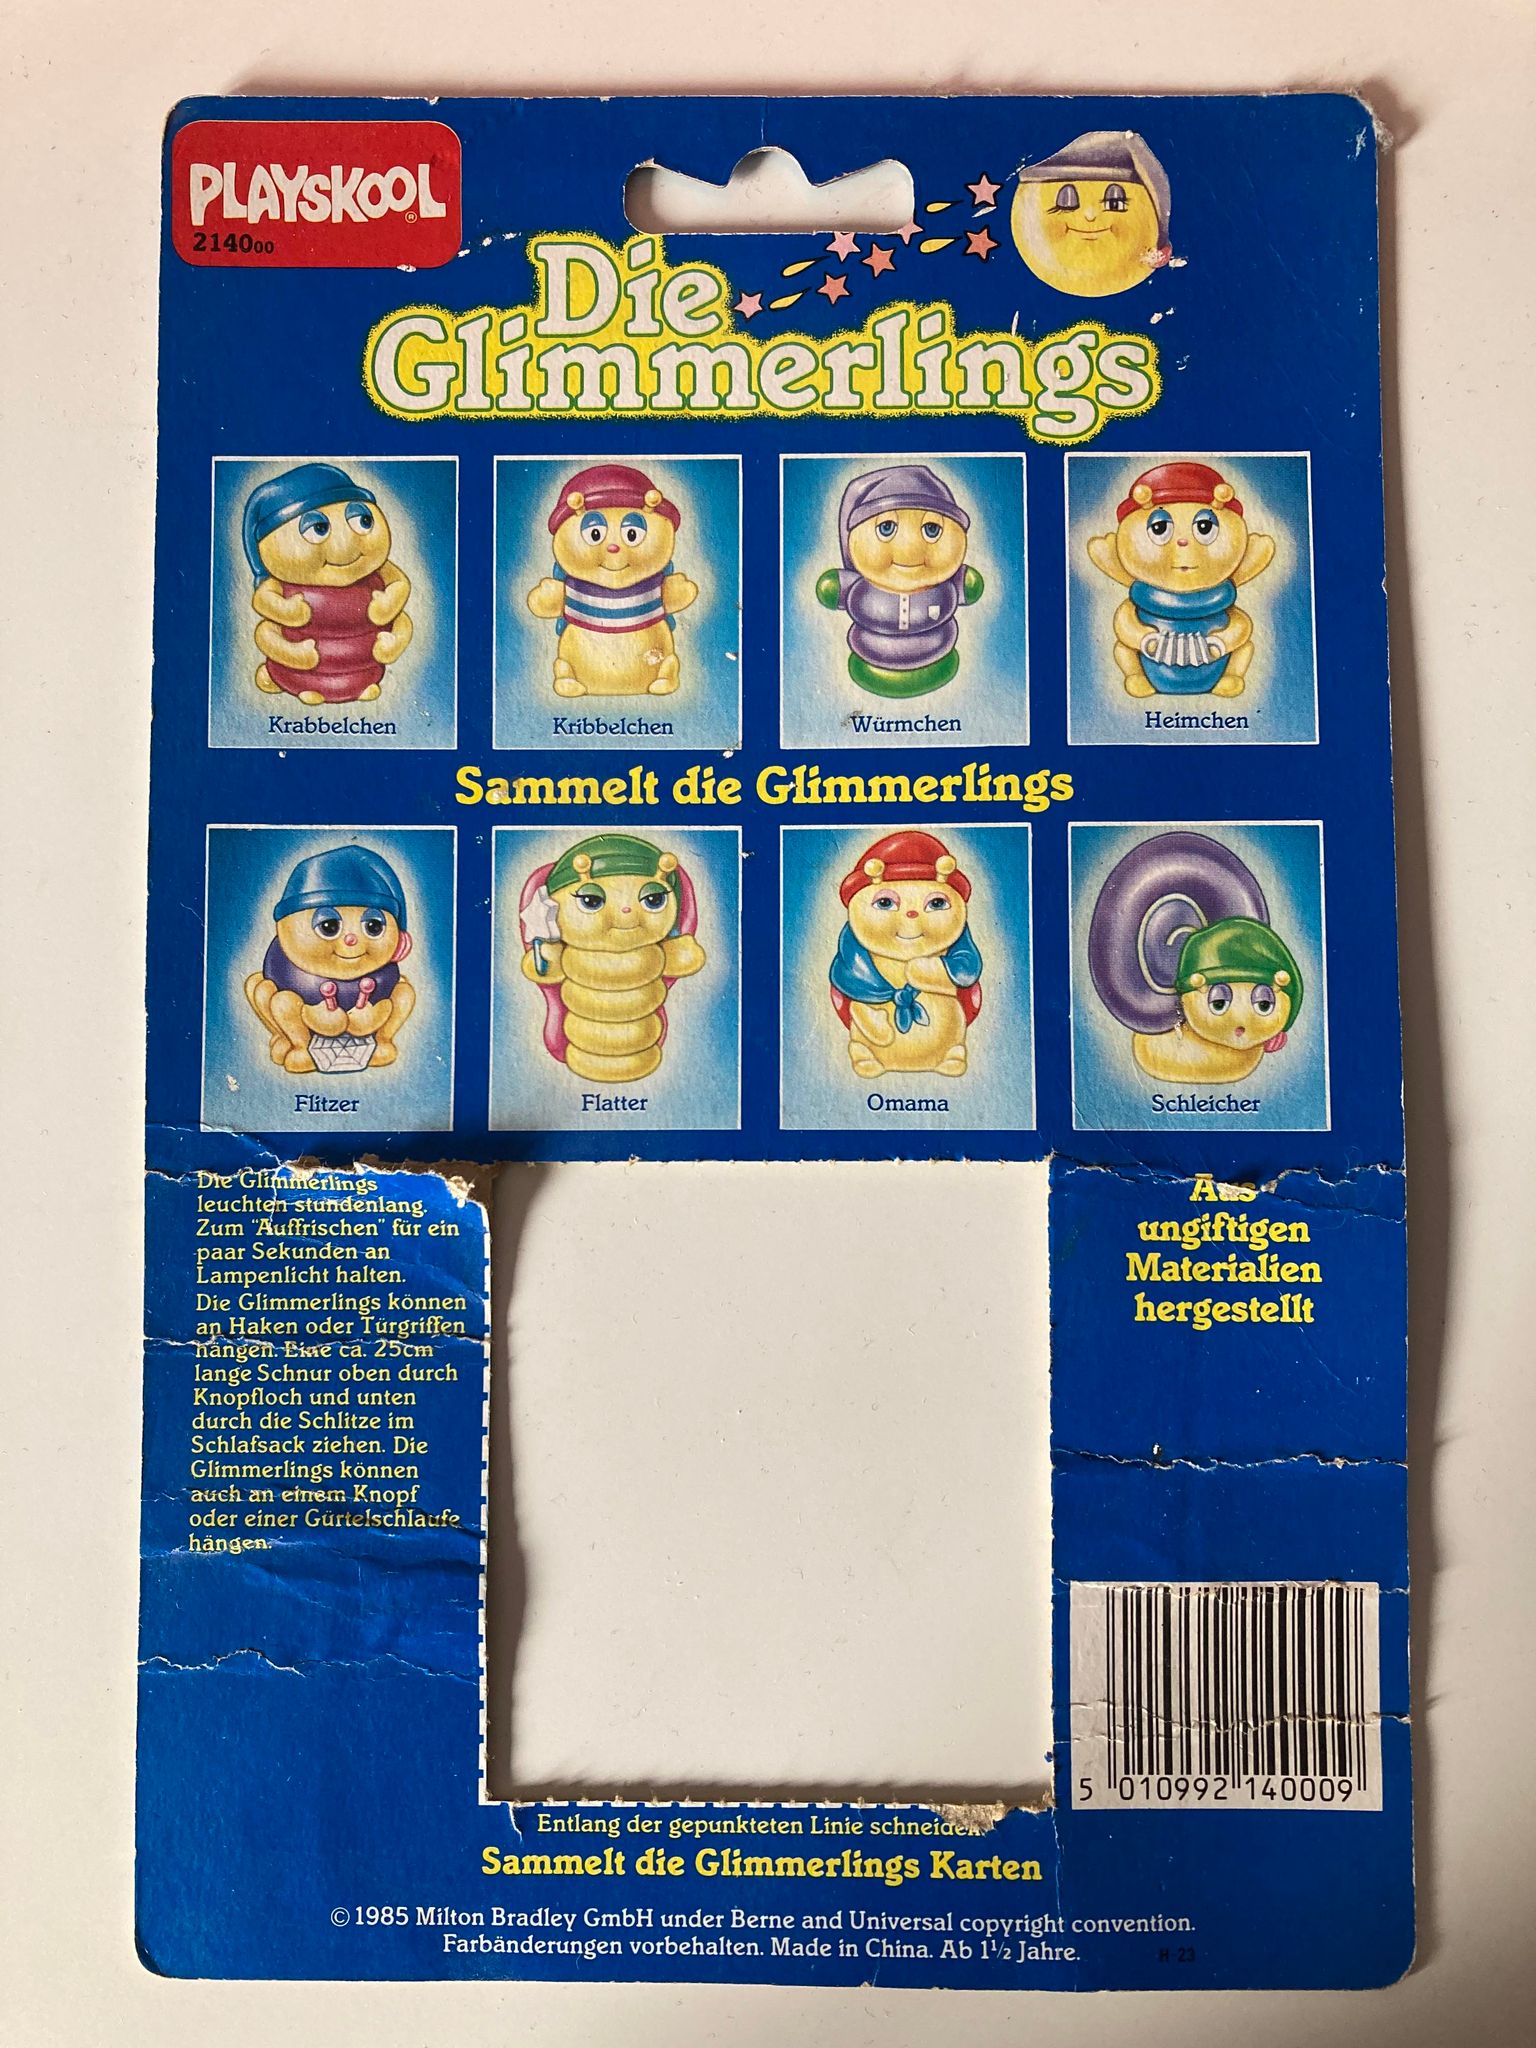 PLAYSKOOL®
214000
Die
Glimmerlings
Krabbelchen
Kribbelchen
Würmchen
Heimchen
Sammelt die Glimmerlings
Flitzer
Flatter
Omama
Schleicher
Die Glimmerlings
leuchten stundenlang.
Zum "Auffrischen" für ein
paar Sekunden an
Lampenlicht halten.
Die Glimmerlings können
an Haken oder Türgriffen
hängen. Eine ca. 25cm
lange Schnur oben durch
Knopfloch und unten
durch die Schlitze im
Schlafsack ziehen. Die
Glimmerlings können
auch an einem Knopf
oder einer Gürtelschlaufe
hängen.
Aus
ungiftigen
Materialien
hergestellt
5 010992 140009
Entlang der gepunkteten Linie schneiden.
Sammelt die Glimmerlings Karten
© 1985 Milton Bradley GmbH under Berne and Universal copyright convention.
Farbänderungen vorbehalten. Made in China. Ab 1½ Jahre.
H 23